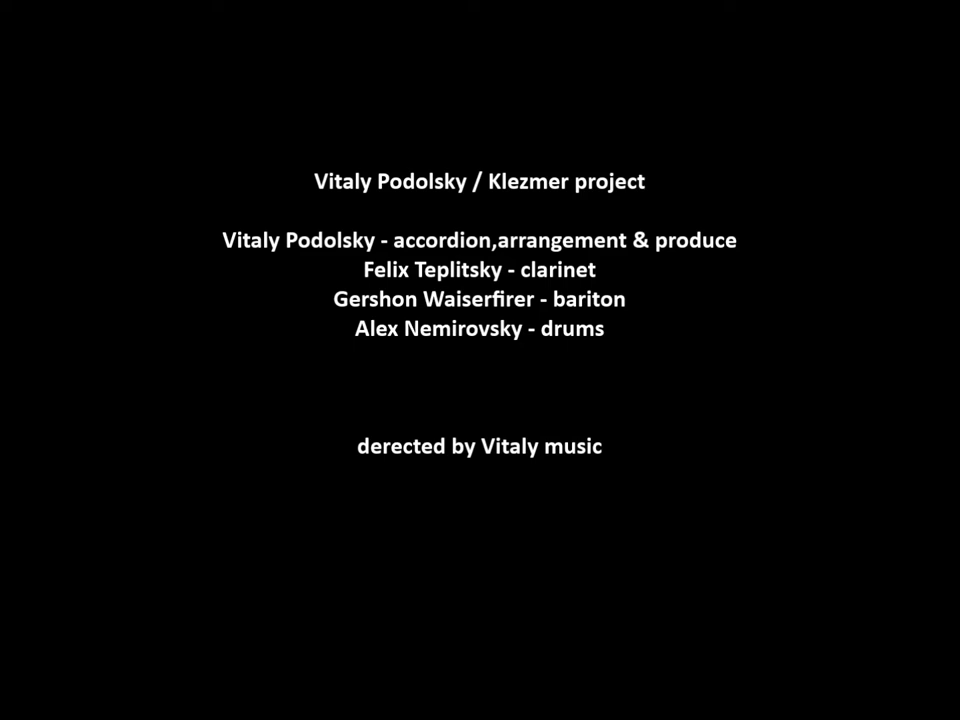 Vitaly Podolsky / Klezmer project
Vitaly Podolsky - accordion,arrangement & produce
Felix Teplitsky - clarinet
Gershon Waiserfirer - bariton
Alex Nemirovsky - drums
derected by Vitaly music